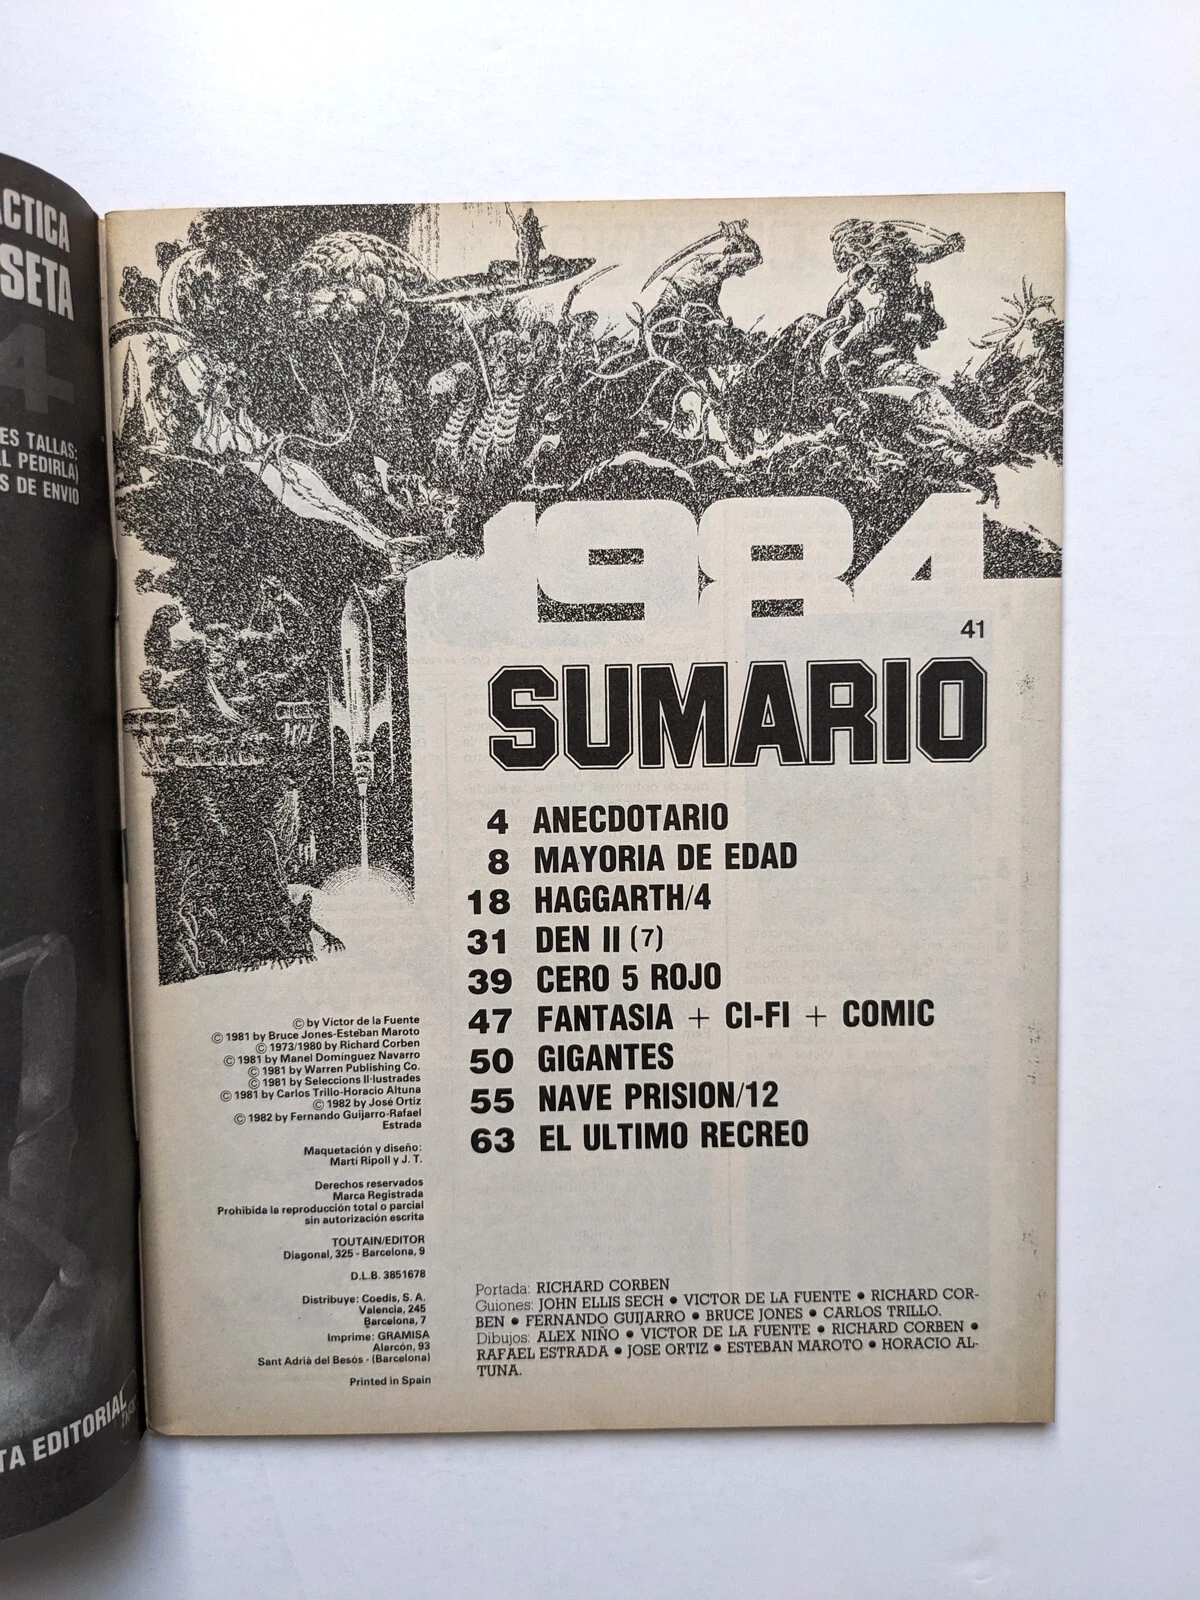 ACTICA
SETA
4
ES TALLAS:
AL PEDIRLA)
S DE ENVIO
TA EDITORIAL
1984
41
SUMARIO
4 ANECDOTARIO
8 MAYORIA DE EDAD
18 HAGGARTH/4
31 DEN II (7)
39 CERO 5 ROJO
47 FANTASIA + CI-FI + COMIC
50 GIGANTES
55 NAVE PRISION/12
63 EL ULTIMO RECREO
© by Victor de la Fuente
© 1981 by Bruce Jones-Esteban Maroto
© 1973/1980 by Richard Corben
© 1981 by Manel Domínguez Navarro
© 1981 by Warren Publishing Co.
© 1981 by Seleccions Il·lustrades
© 1981 by Carlos Trillo-Horacio Altuna
© 1982 by José Ortiz
© 1982 by Fernando Guijarro-Rafael
Estrada
Maquetación y diseño:
Martí Ripoll y J. T.
Derechos reservados
Marca Registrada
Prohibida la reproducción total o parcial
sin autorización escrita
TOUTAIN/EDITOR
Diagonal, 325 - Barcelona, 9
D.L.B. 3851678
Distribuye: Coedis, S. A.
Valencia, 245
Barcelona, 7
Imprime: GRAMISA
Alarcón, 93
Sant Adrià del Besós - (Barcelona)
Printed in Spain
Portada: RICHARD CORBEN
Guiones: JOHN ELLIS SECH • VICTOR DE LA FUENTE • RICHARD COR-
BEN • FERNANDO GUIJARRO • BRUCE JONES • CARLOS TRILLO.
Dibujos: ALEX NIÑO • VICTOR DE LA FUENTE • RICHARD CORBEN •
RAFAEL ESTRADA • JOSE ORTIZ • ESTEBAN MAROTO • HORACIO AL-
TUNA.